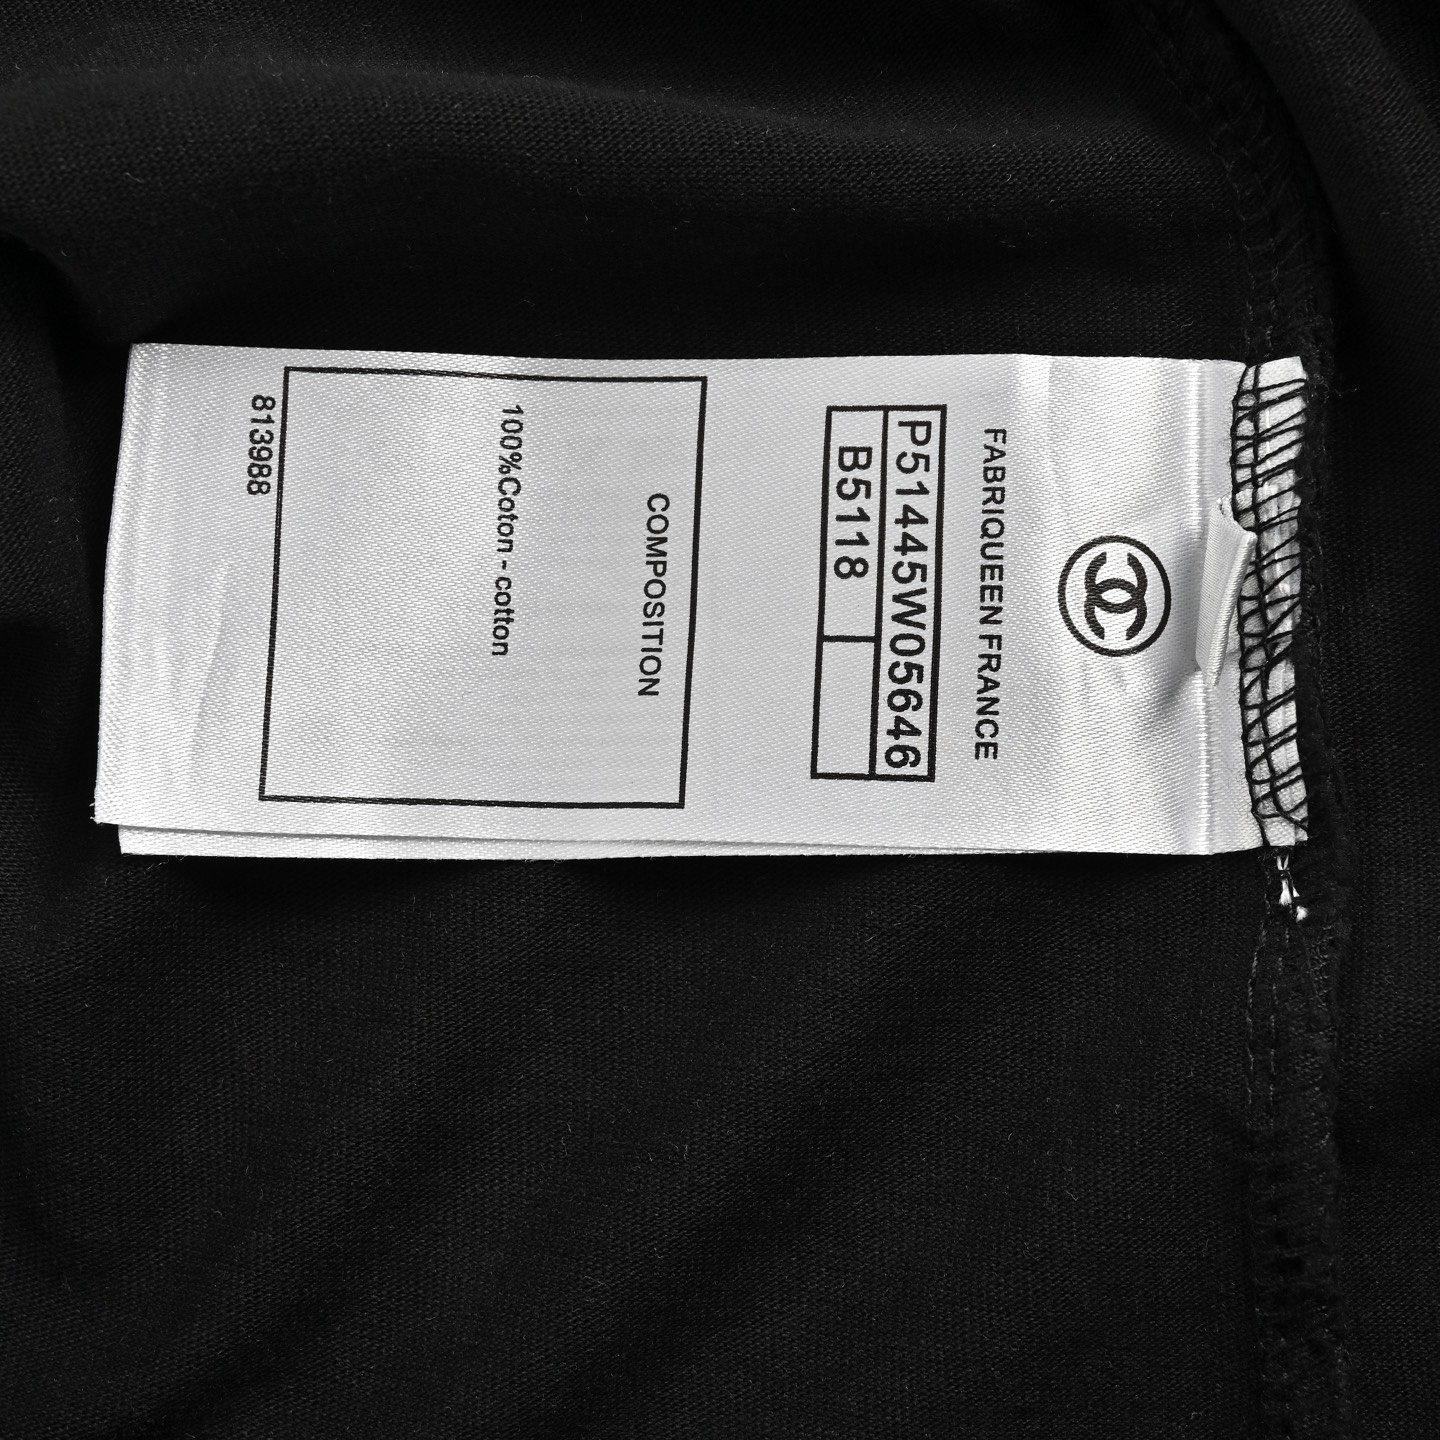 FABRIQUEEN FRANCE
P51445W05646
B5118
COMPOSITION
100%Coton - cotton
813988